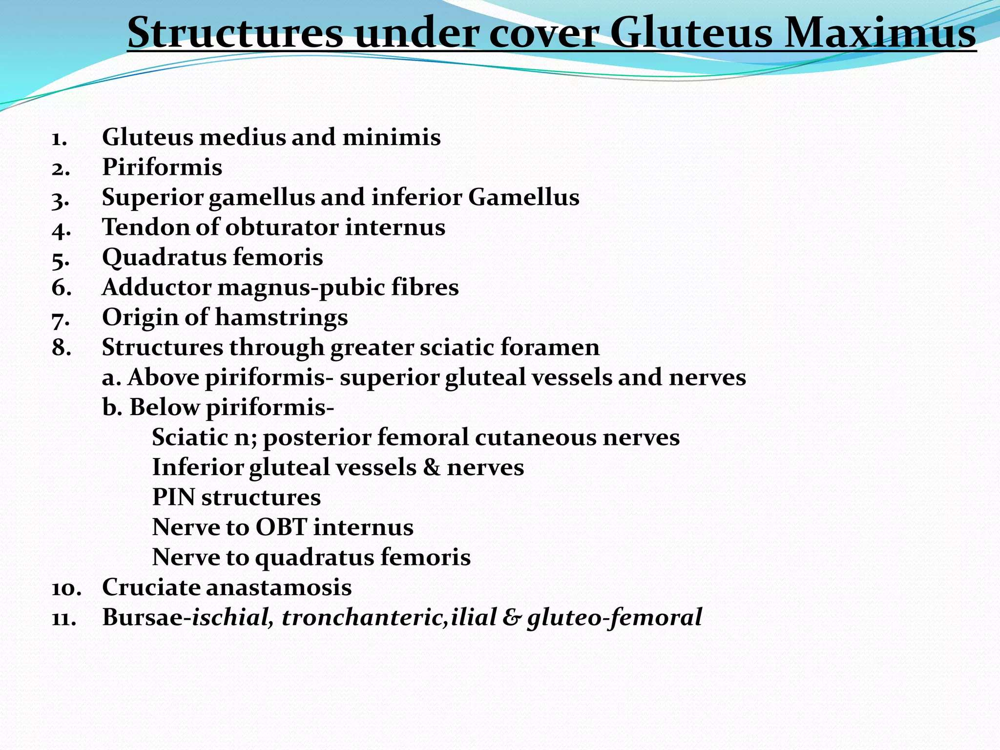 Structures under cover Gluteus Maximus
1. Gluteus medius and minimis
2. Piriformis
3. Superior gamellus and inferior Gamellus
4. Tendon of obturator internus
5. Quadratus femoris
6. Adductor magnus-pubic fibres
7. Origin of hamstrings
8. Structures through greater sciatic foramen
a. Above piriformis- superior gluteal vessels and nerves
b. Below piriformis-
Sciatic n; posterior femoral cutaneous nerves
Inferior gluteal vessels & nerves
PIN structures
Nerve to OBT internus
Nerve to quadratus femoris
10. Cruciate anastamosis
11. Bursae-ischial, tronchanteric,ilial & gluteo-femoral